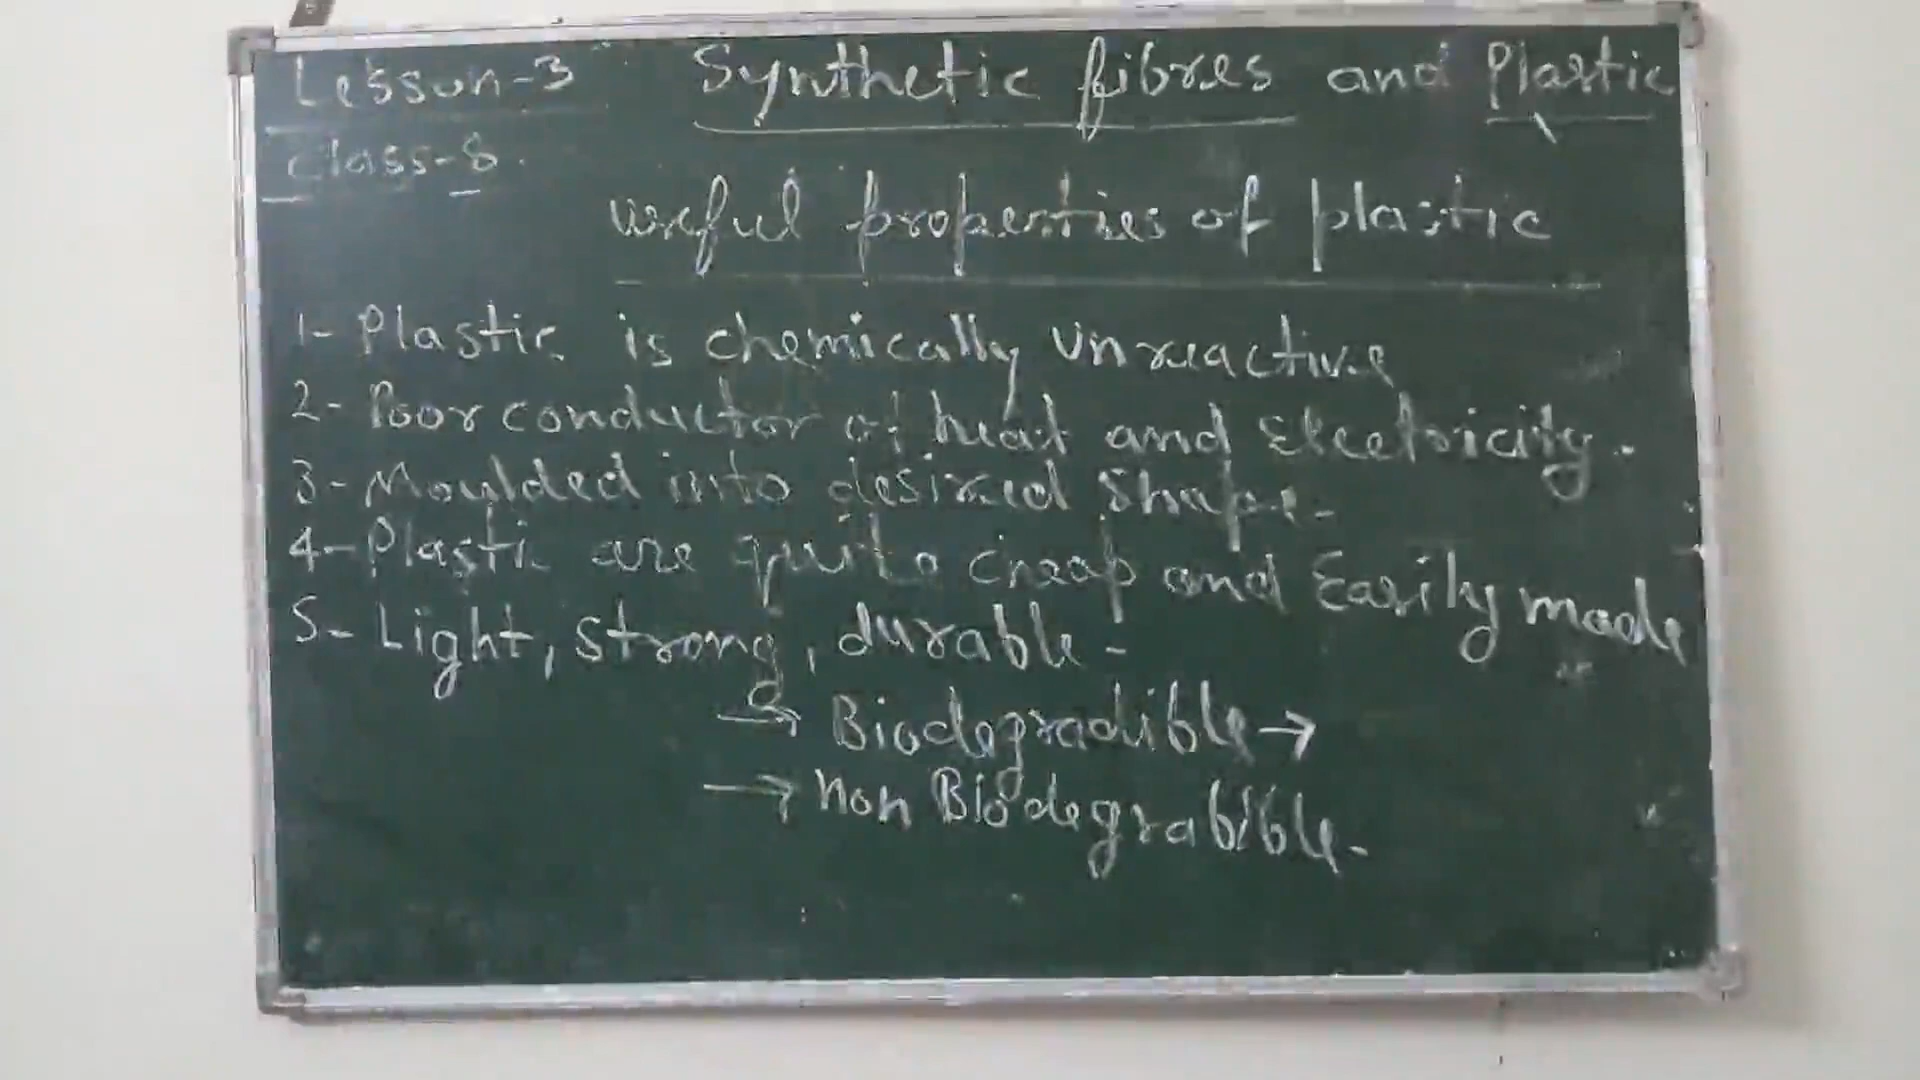 Lesson-3 Synthetic fibres and Plastic
Class-8.
useful properties of plastic
1- Plastic is chemically unreactive
2- Poor conductor of heat and Electricity.
3- Moulded into desired shape.
4- Plastic are quite cheap and Easily made
5- Light, strong, durable-
→ Biodegradible →
→ non Biodegrabible.